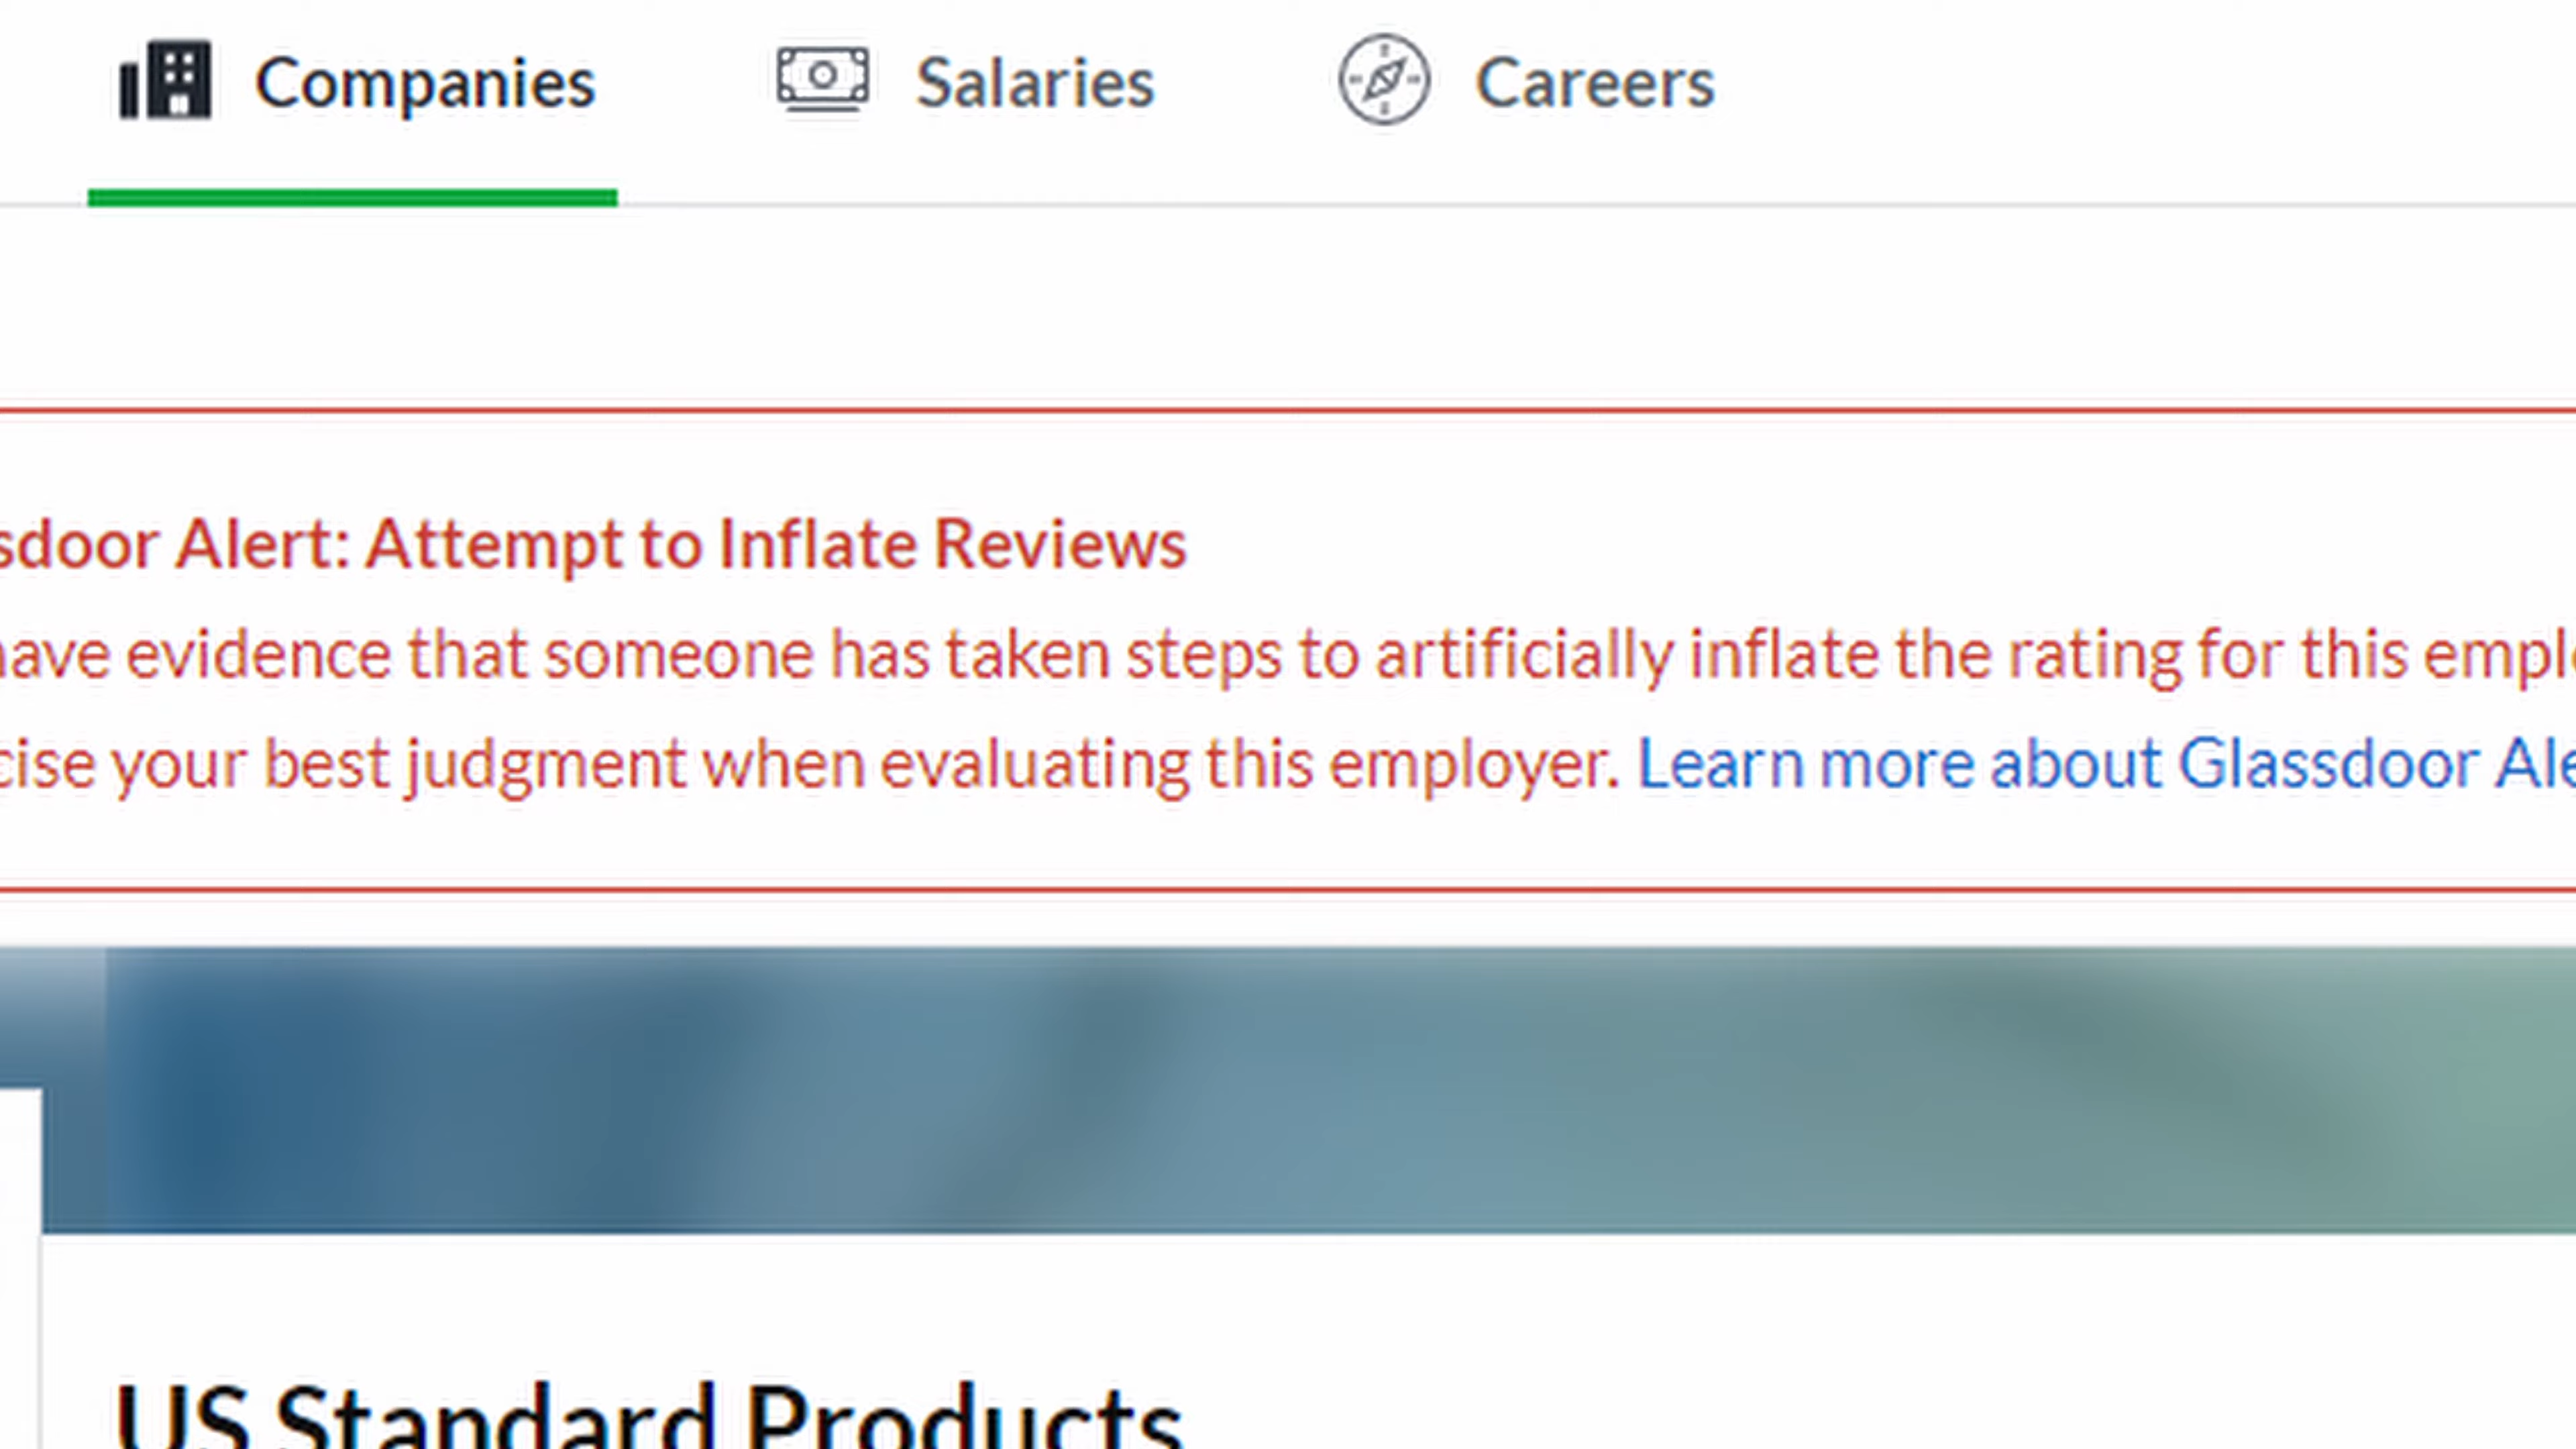 Companies Salaries Careers
sdoor Alert: Attempt to Inflate Reviews
have evidence that someone has taken steps to artificially inflate the rating for this emplo
cise your best judgment when evaluating this employer. Learn more about Glassdoor Ale
US Standard Products